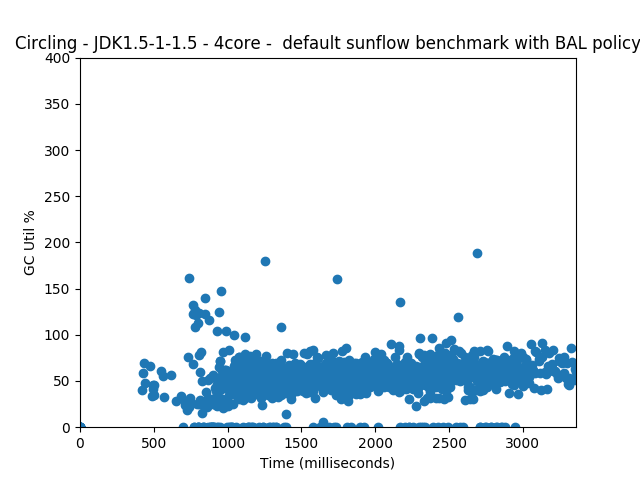 Circling - JDK1.5-1-1.5 - 4core -  default sunflow benchmark with BAL policy
400
350
300
250
200
150
100
50
0
GC Util %
0 500 1000 1500 2000 2500 3000
Time (milliseconds)